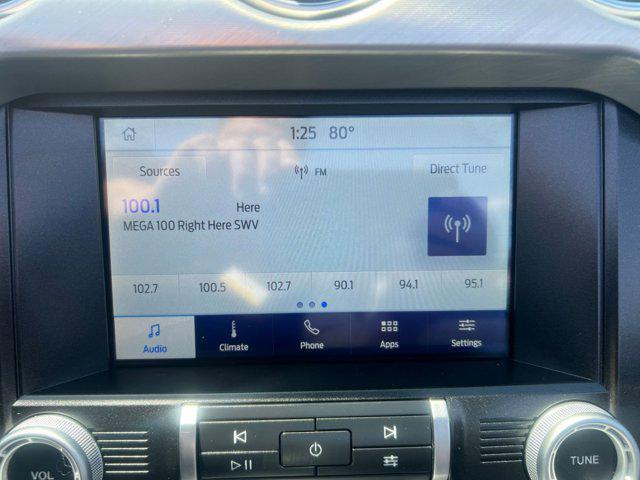 1:25 80°
Sources FM Direct Tune
100.1 Here
MEGA 100 Right Here SWV
102.7 100.5 102.7 90.1 94.1 95.1
Audio Climate Phone Apps Settings
VOL TUNE